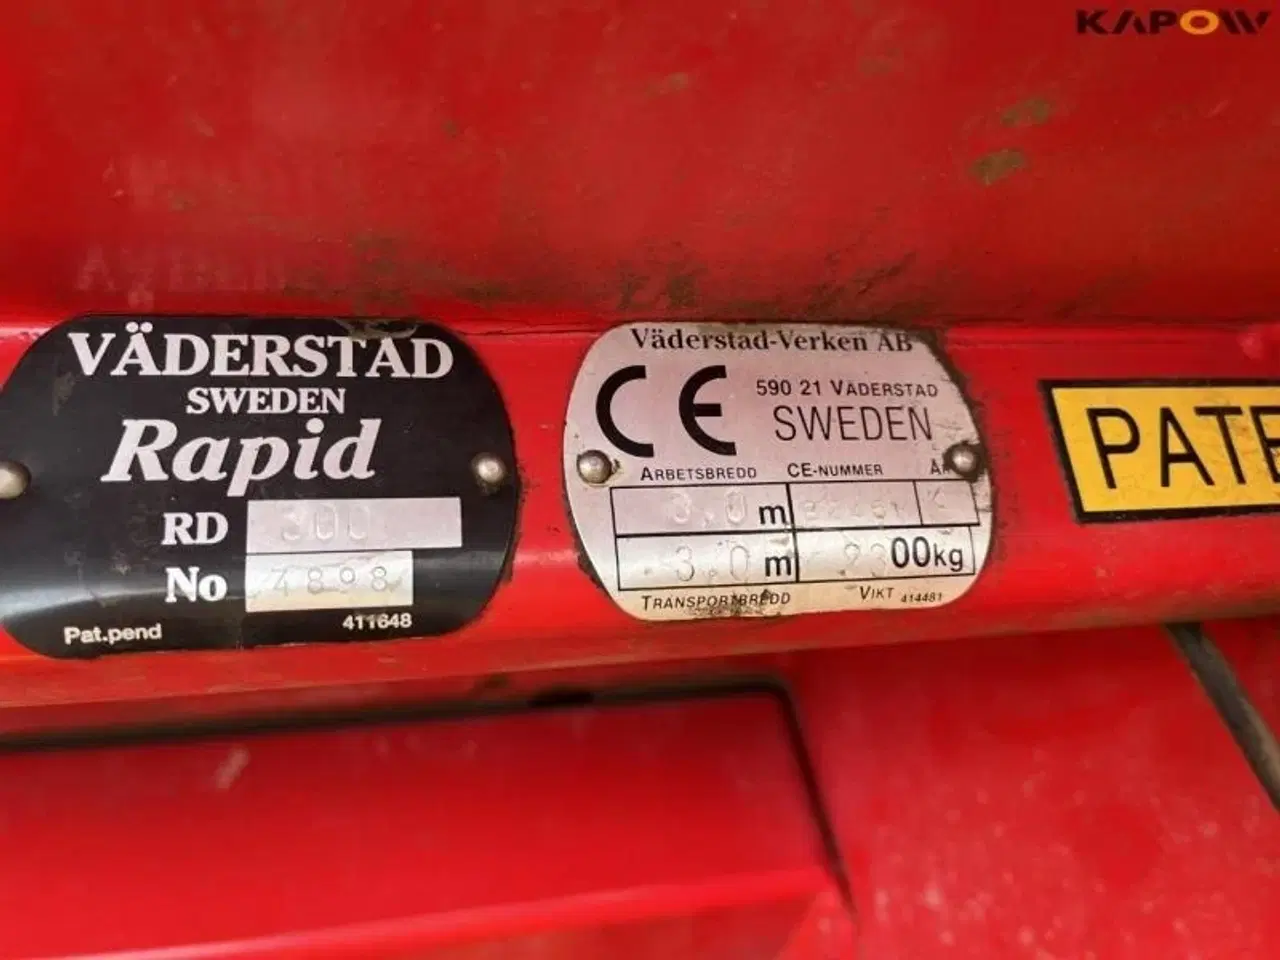 KAPOW
VÄDERSTAD
SWEDEN
Rapid
RD 300
No 4898
Pat.pend 411648
Väderstad-Verken AB
CE 590 21 VÄDERSTAD
SWEDEN
ARBETSBREDD CE-NUMMER
3.0 m
3.0 m 00kg
TRANSPORTBREDD VIKT 414481
PATE